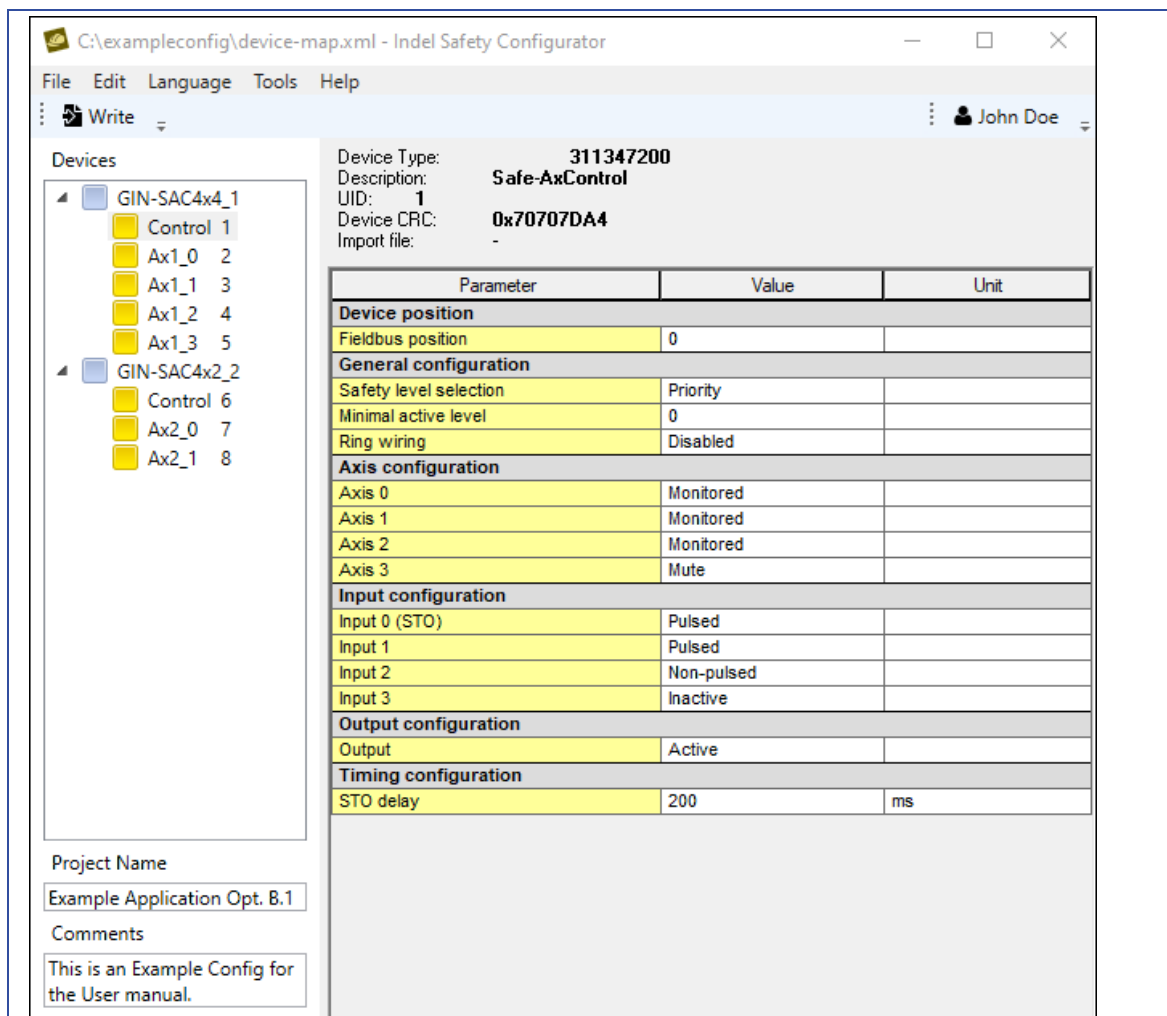 C:\exampleconfig\device-map.xml - Indel Safety Configurator
File Edit Language Tools Help
Write
John Doe
Devices
GIN-SAC4x4_1
Control 1
Ax1_0 2
Ax1_1 3
Ax1_2 4
Ax1_3 5
GIN-SAC4x2_2
Control 6
Ax2_0 7
Ax2_1 8
Project Name
Example Application Opt. B.1
Comments
This is an Example Config for
the User manual.
Device Type: 311347200
Description: Safe-AxControl
UID: 1
Device CRC: 0x70707DA4
Import file: -
Parameter Value Unit
Device position
Fieldbus position 0
General configuration
Safety level selection Priority
Minimal active level 0
Ring wiring Disabled
Axis configuration
Axis 0 Monitored
Axis 1 Monitored
Axis 2 Monitored
Axis 3 Mute
Input configuration
Input 0 (STO) Pulsed
Input 1 Pulsed
Input 2 Non-pulsed
Input 3 Inactive
Output configuration
Output Active
Timing configuration
STO delay 200 ms